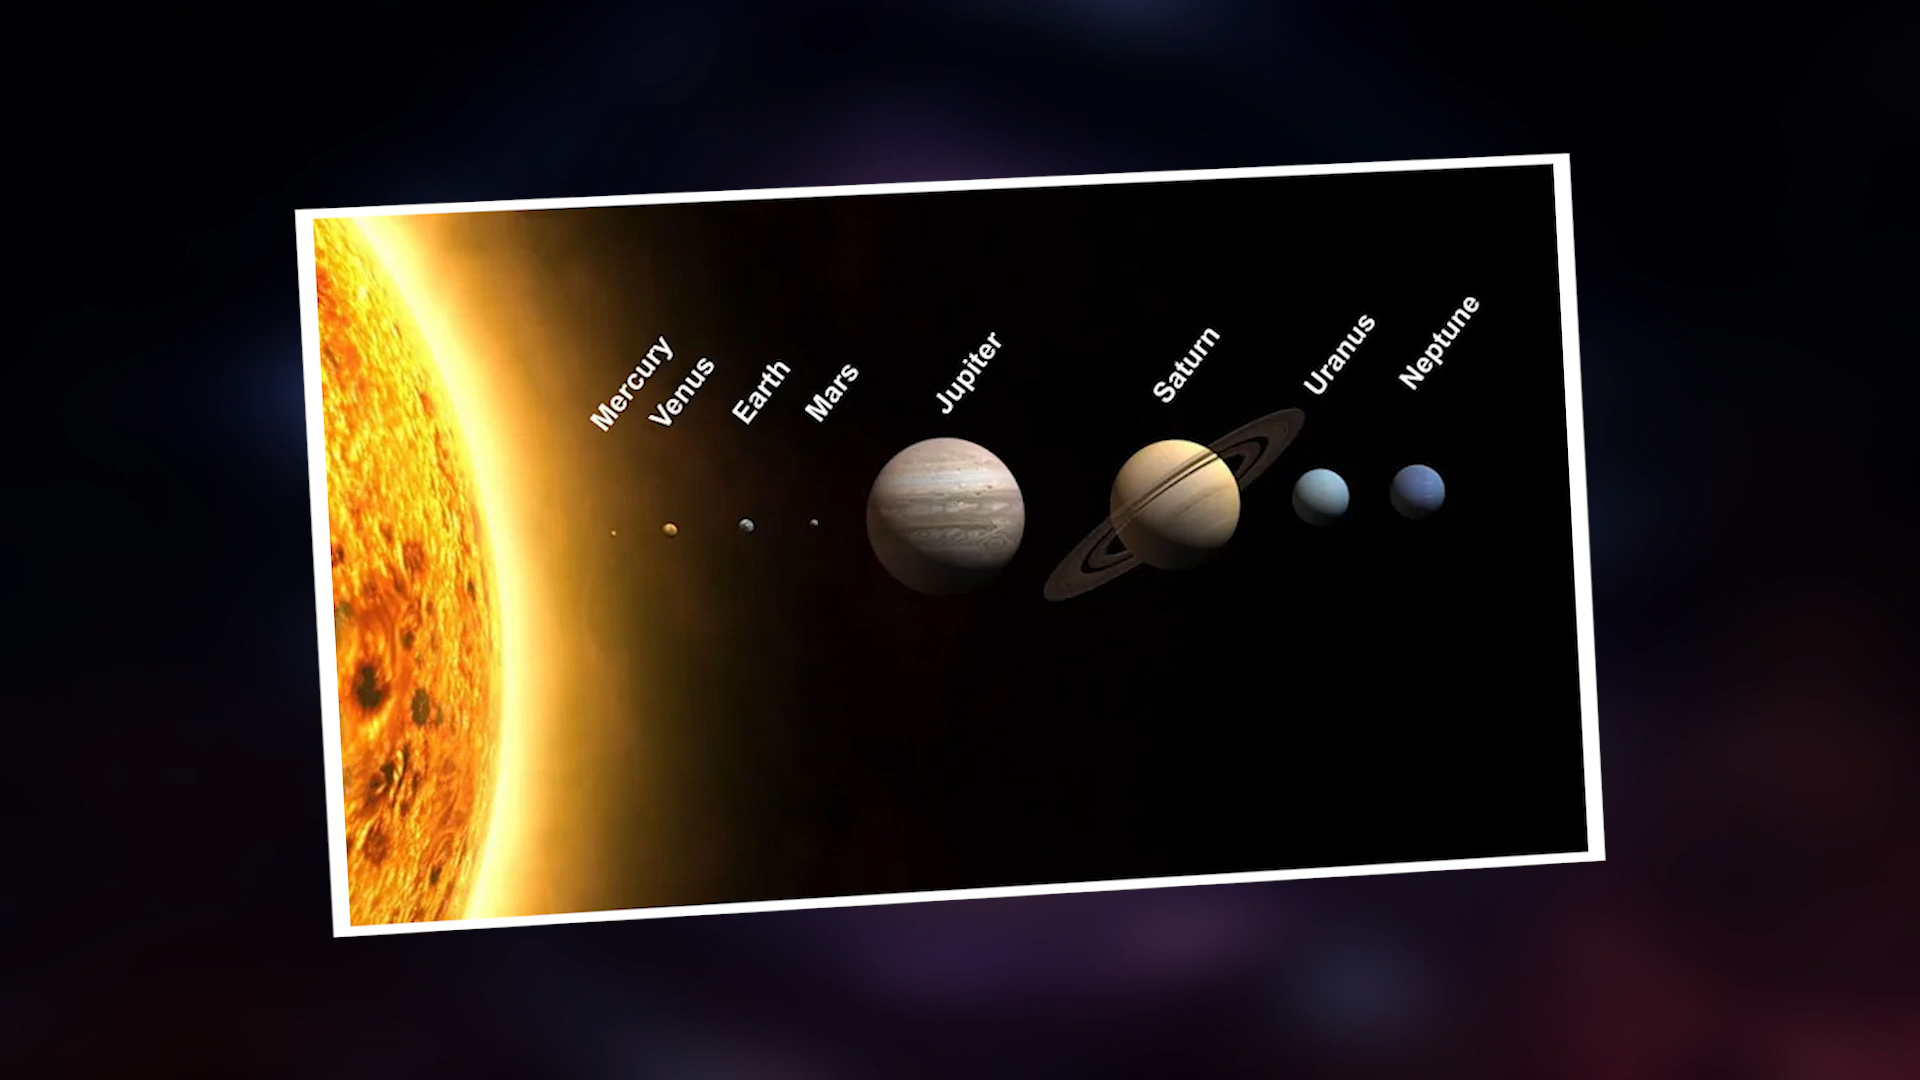 Mercury
Venus
Earth
Mars
Jupiter
Saturn
Uranus
Neptune